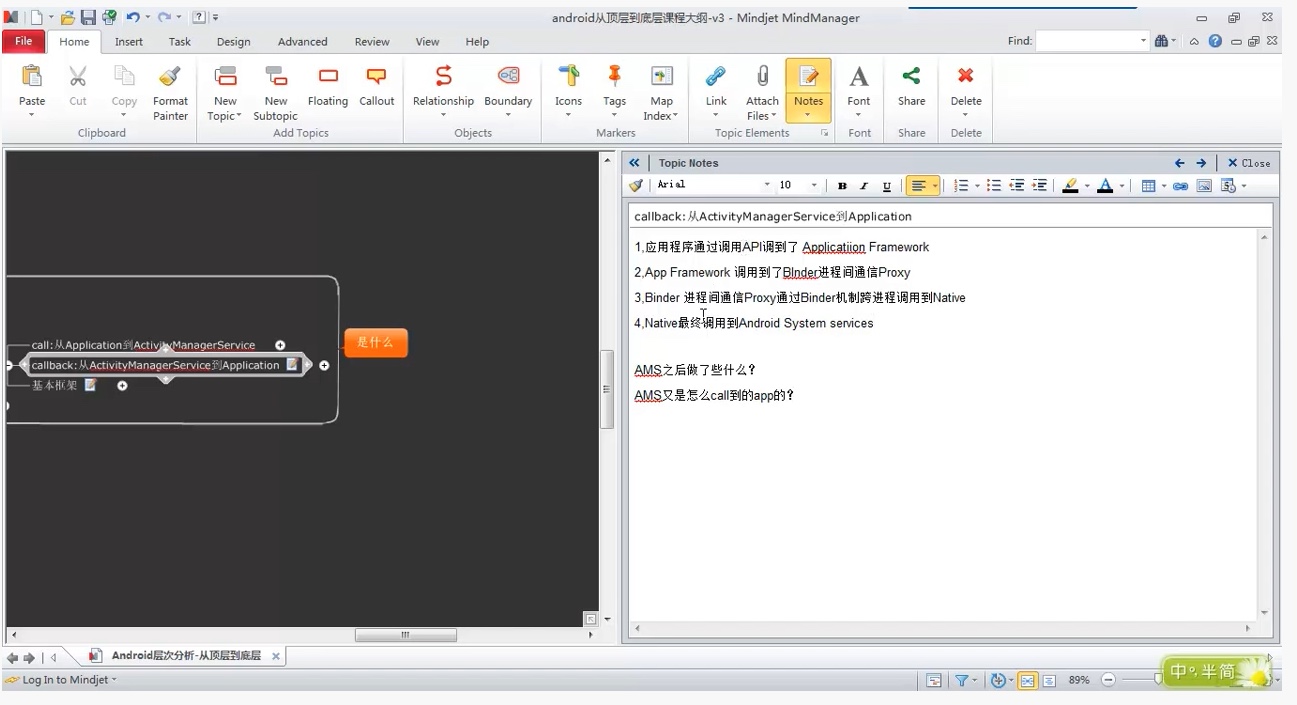 android从顶层到底层课程大纲-v3 - Mindjet MindManager
File Home Insert Task Design Advanced Review View Help Find:
Paste Cut Copy Format Painter New Topic New Subtopic Floating Callout Relationship Boundary Icons Tags Map Index Link Attach Files Notes Font Share Delete
Clipboard Add Topics Objects Markers Topic Elements Font Share Delete
Topic Notes Close
Arial 10 B I U A
callback:从ActivityManagerService到Application
1,应用程序通过调用API调到了 Applicatiion Framework
2,App Framework 调用到了BInder进程间通信Proxy
3,Binder 进程间通信Proxy通过Binder机制跨进程调用到Native
4,Native最终调用到Android System services
AMS之后做了些什么?
AMS又是怎么call到的app的?
是什么
call:从Application到ActivityManagerService
callback:从ActivityManagerService到Application
基本框架
Android层次分析-从顶层到底层
Log In to Mindjet 89%
中 半 简